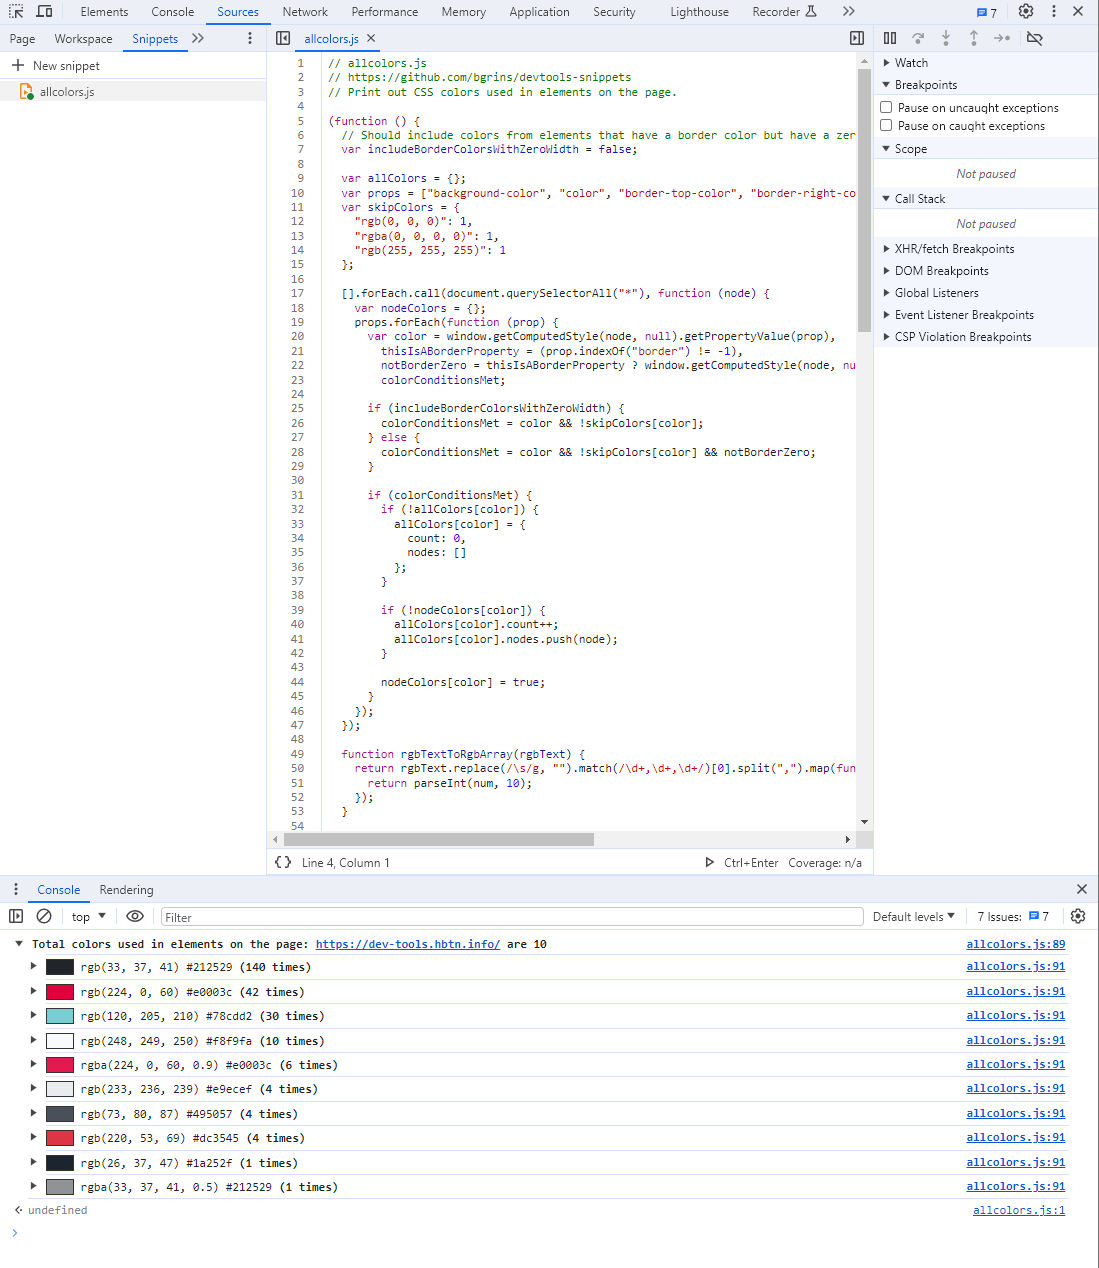 Elements Console Sources Network Performance Memory Application Security Lighthouse Recorder 7
Page Workspace Snippets
allcolors.js
New snippet
allcolors.js
1 // allcolors.js
2 // https://github.com/bgrins/devtools-snippets
3 // Print out CSS colors used in elements on the page.
4
5 (function () {
6 // Should include colors from elements that have a border color but have a zer
7 var includeBorderColorsWithZeroWidth = false;
8
9 var allColors = {};
10 var props = ["background-color", "color", "border-top-color", "border-right-co
11 var skipColors = {
12 "rgb(0, 0, 0)": 1,
13 "rgba(0, 0, 0, 0)": 1,
14 "rgb(255, 255, 255)": 1
15 };
16
17 [].forEach.call(document.querySelectorAll("*"), function (node) {
18 var nodeColors = {};
19 props.forEach(function (prop) {
20 var color = window.getComputedStyle(node, null).getPropertyValue(prop),
21 thisIsABorderProperty = (prop.indexOf("border") != -1),
22 notBorderZero = thisIsABorderProperty ? window.getComputedStyle(node, nu
23 colorConditionsMet;
24
25 if (includeBorderColorsWithZeroWidth) {
26 colorConditionsMet = color && !skipColors[color];
27 } else {
28 colorConditionsMet = color && !skipColors[color] && notBorderZero;
29 }
30
31 if (colorConditionsMet) {
32 if (!allColors[color]) {
33 allColors[color] = {
34 count: 0,
35 nodes: []
36 };
37 }
38
39 if (!nodeColors[color]) {
40 allColors[color].count++;
41 allColors[color].nodes.push(node);
42 }
43
44 nodeColors[color] = true;
45 }
46 });
47 });
48
49 function rgbTextToRgbArray(rgbText) {
50 return rgbText.replace(/\s/g, "").match(/\d+,\d+,\d+/)[0].split(",").map(fun
51 return parseInt(num, 10);
52 });
53 }
54
{} Line 4, Column 1 Ctrl+Enter Coverage: n/a
Watch
Breakpoints
Pause on uncaught exceptions
Pause on caught exceptions
Scope
Not paused
Call Stack
Not paused
XHR/fetch Breakpoints
DOM Breakpoints
Global Listeners
Event Listener Breakpoints
CSP Violation Breakpoints
Console Rendering
top Filter Default levels 7 Issues: 7
Total colors used in elements on the page: https://dev-tools.hbtn.info/ are 10 allcolors.js:89
rgb(33, 37, 41) #212529 (140 times) allcolors.js:91
rgb(224, 0, 60) #e0003c (42 times) allcolors.js:91
rgb(120, 205, 210) #78cdd2 (30 times) allcolors.js:91
rgb(248, 249, 250) #f8f9fa (10 times) allcolors.js:91
rgba(224, 0, 60, 0.9) #e0003c (6 times) allcolors.js:91
rgb(233, 236, 239) #e9ecef (4 times) allcolors.js:91
rgb(73, 80, 87) #495057 (4 times) allcolors.js:91
rgb(220, 53, 69) #dc3545 (4 times) allcolors.js:91
rgb(26, 37, 47) #1a252f (1 times) allcolors.js:91
rgba(33, 37, 41, 0.5) #212529 (1 times) allcolors.js:91
undefined allcolors.js:1